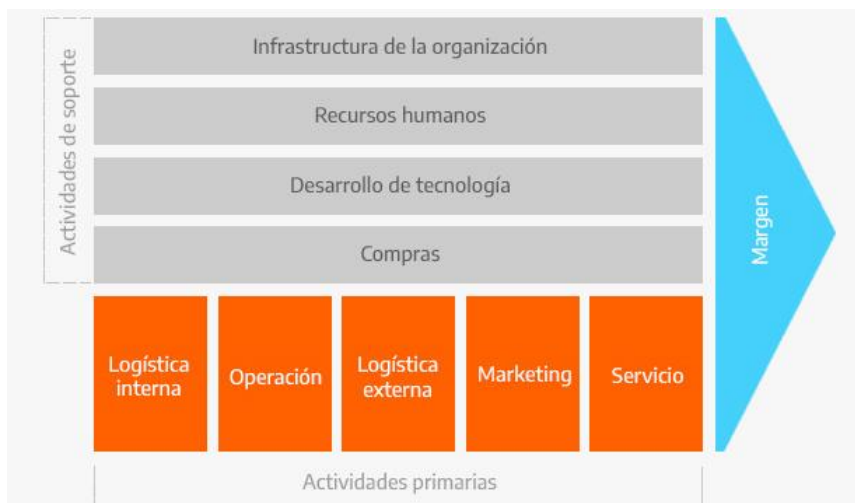 Actividades de soporte
Infrastructura de la organización
Recursos humanos
Desarrollo de tecnología
Compras
Margen
Logística
interna
Operación
Logística
externa
Marketing
Servicio
Actividades primarias